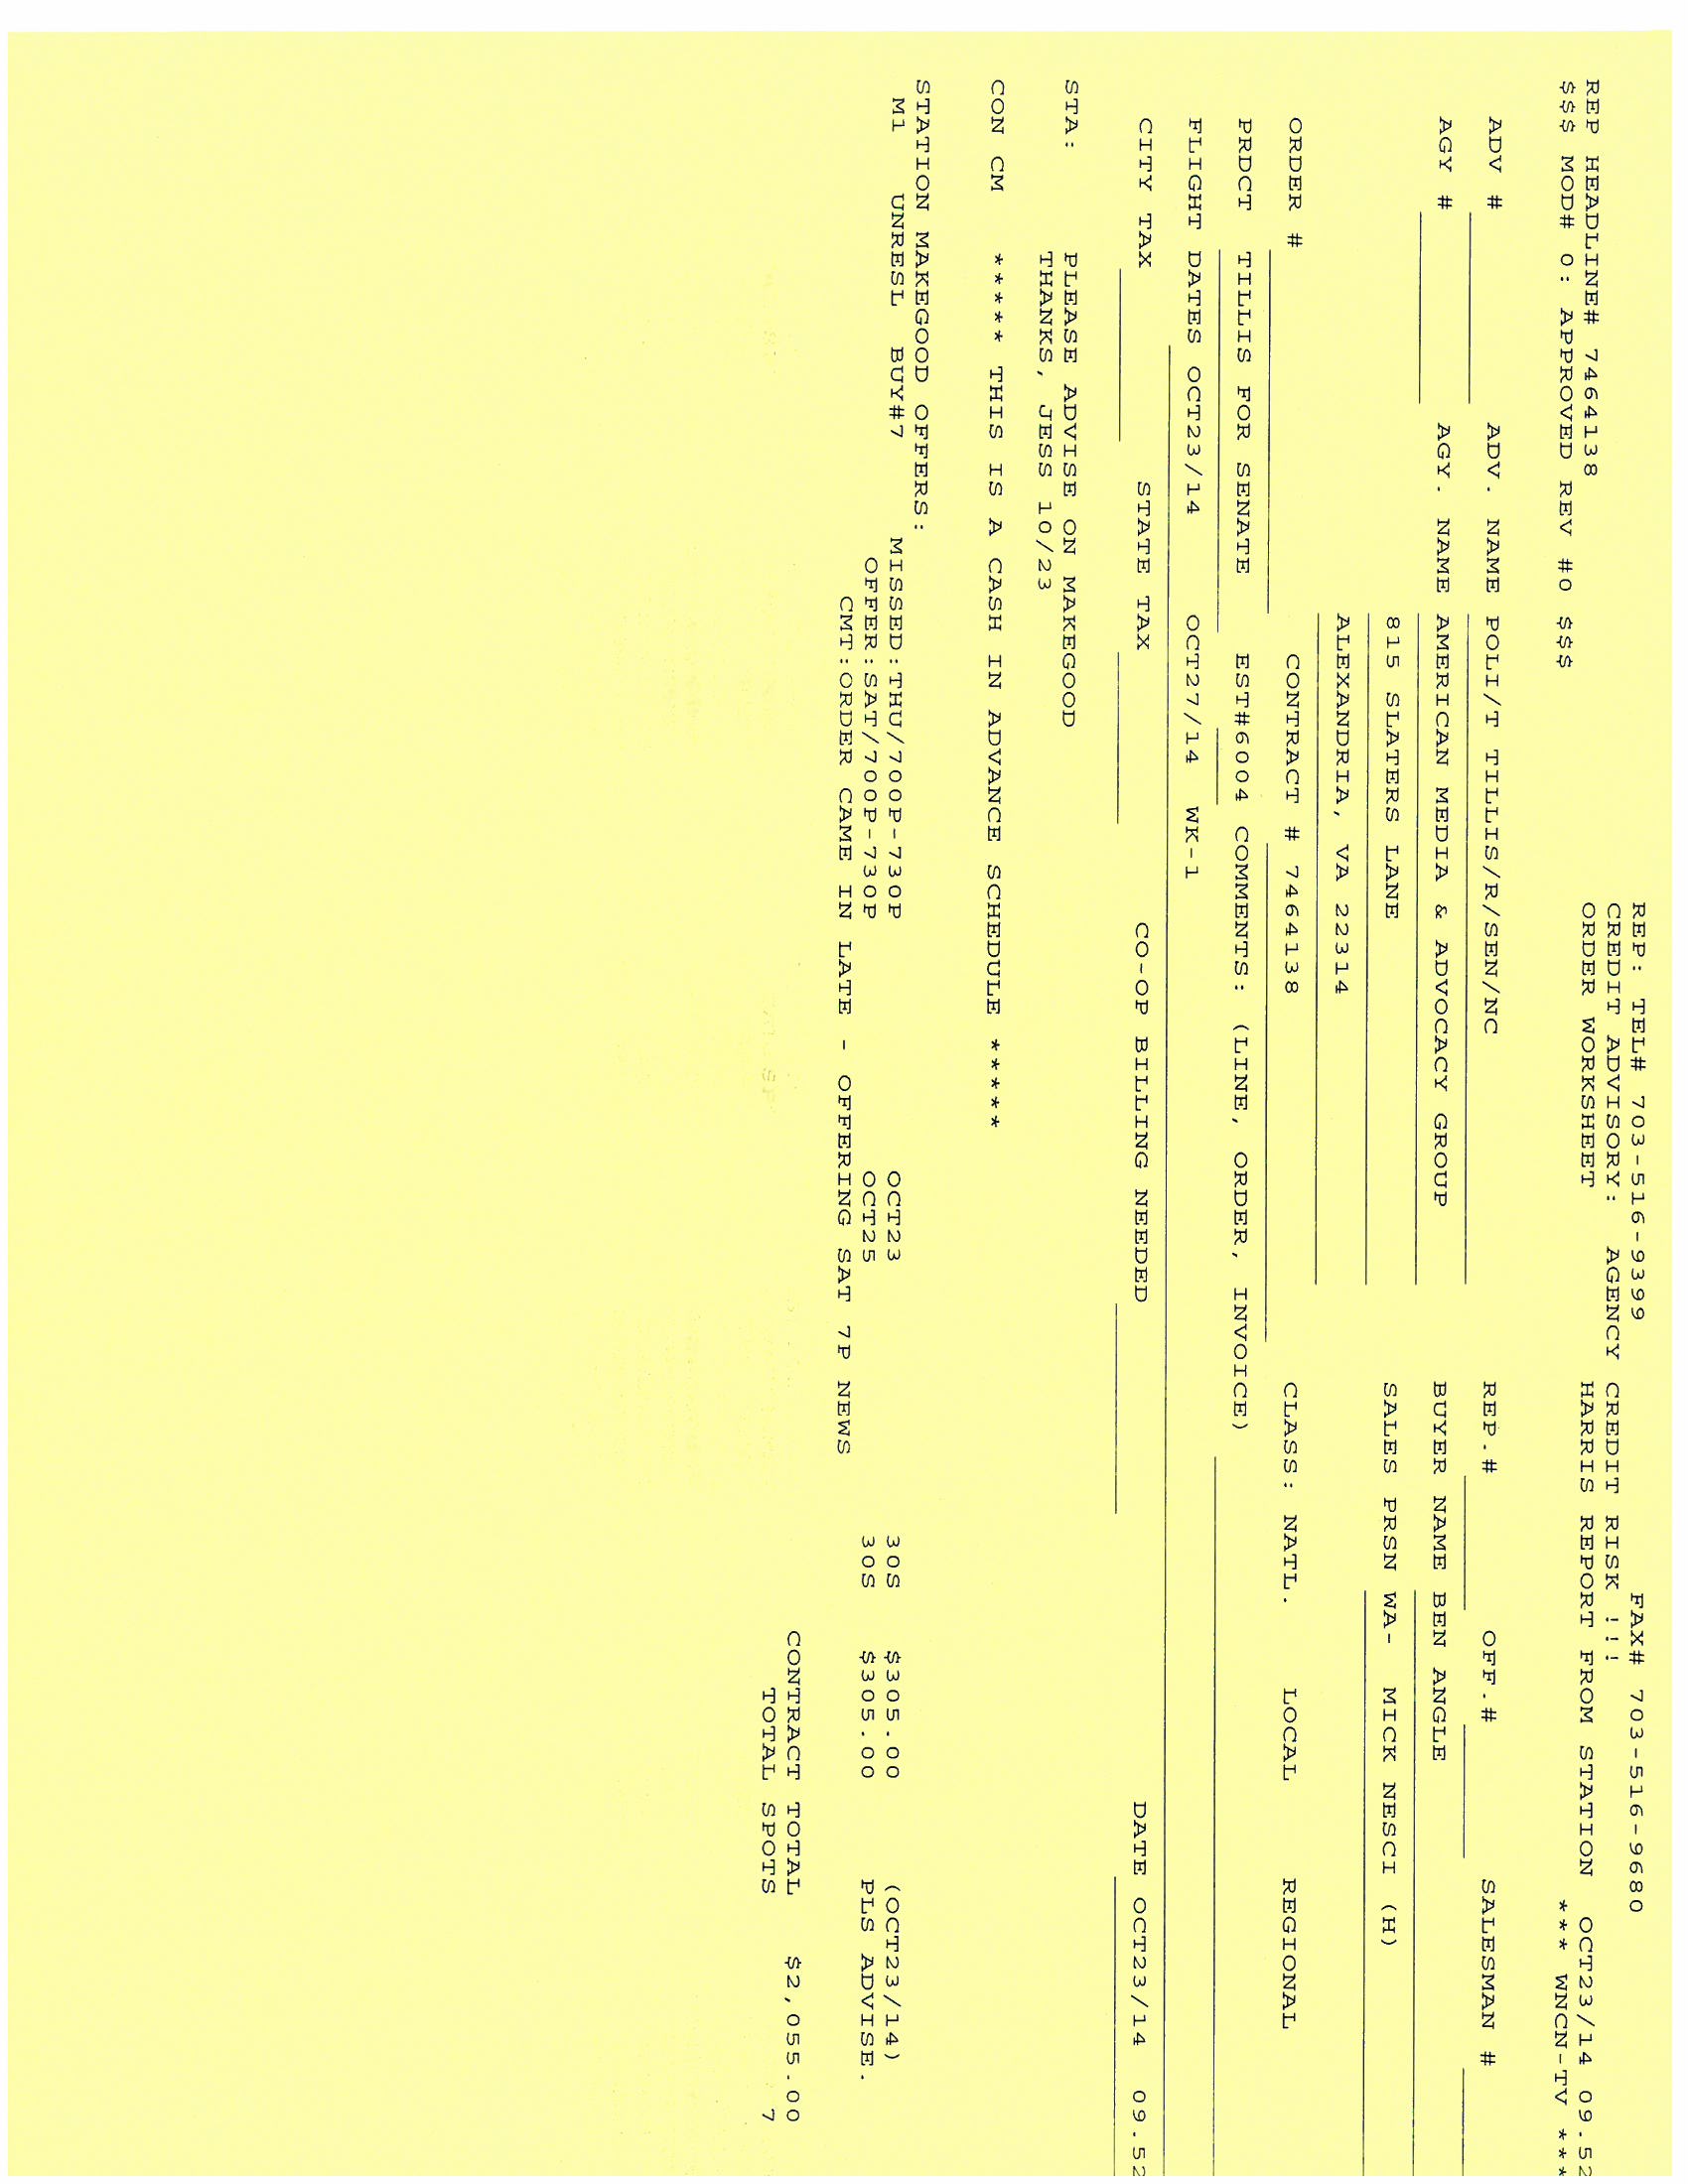 REP: TEL# 703-516-9399 FAX# 703-516-9680
CREDIT ADVISORY: AGENCY CREDIT RISK !!!
REP HEADLINE# 7464138 ORDER WORKSHEET HARRIS REPORT FROM STATION OCT23/14 09.52
$$$ MOD# 0: APPROVED REV #0 $$$ *** WNCN-TV ***
ADV # ADV. NAME POLI/T TILLIS/R/SEN/NC REP.# OFF.# SALESMAN #
AGY # AGY. NAME AMERICAN MEDIA & ADVOCACY GROUP BUYER NAME BEN ANGLE
815 SLATERS LANE SALES PRSN WA- MICK NESCI (H)
ALEXANDRIA, VA 22314
ORDER # CONTRACT # 7464138 CLASS: NATL. LOCAL REGIONAL
PRDCT TILLIS FOR SENATE EST#6004 COMMENTS: (LINE, ORDER, INVOICE)
FLIGHT DATES OCT23/14 OCT27/14 WK-1
CITY TAX STATE TAX CO-OP BILLING NEEDED DATE OCT23/14 09.52
STA: PLEASE ADVISE ON MAKEGOOD
THANKS, JESS 10/23
CON CM ***** THIS IS A CASH IN ADVANCE SCHEDULE *****
STATION MAKEGOOD OFFERS:
M1 UNRESL BUY#7 MISSED:THU/700P-730P OCT23 30S $305.00 (OCT23/14)
OFFER:SAT/700P-730P OCT25 30S $305.00 PLS ADVISE.
CMT:ORDER CAME IN LATE - OFFERING SAT 7P NEWS
CONTRACT TOTAL $2,055.00
TOTAL SPOTS 7